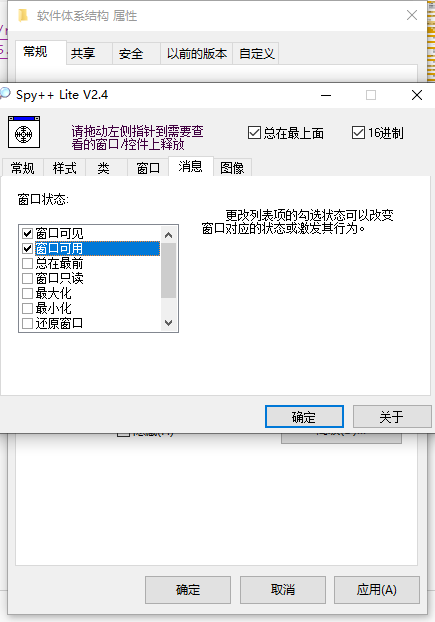 软件体系结构 属性
常规 共享 安全 以前的版本 自定义
Spy++ Lite V2.4
请拖动左侧指针到需要查
看的窗口/控件上释放
总在最上面 16进制
常规 样式 类 窗口 消息 图像
窗口状态:
更改列表项的勾选状态可以改变
窗口对应的状态或激发其行为。
窗口可见
窗口可用
总在最前
窗口只读
最大化
最小化
还原窗口
确定 关于
确定 取消 应用(A)